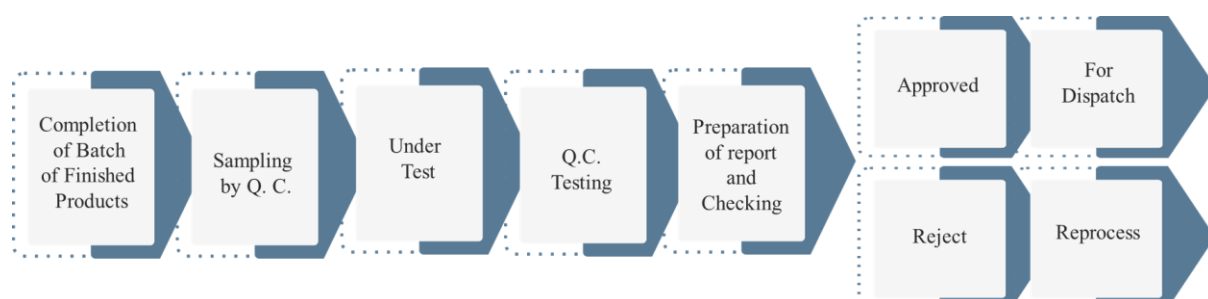 Completion
of Batch
of Finished
Products
Sampling
by Q. C.
Under
Test
Q.C.
Testing
Preparation
of report
and
Checking
Approved
For
Dispatch
Reject
Reprocess